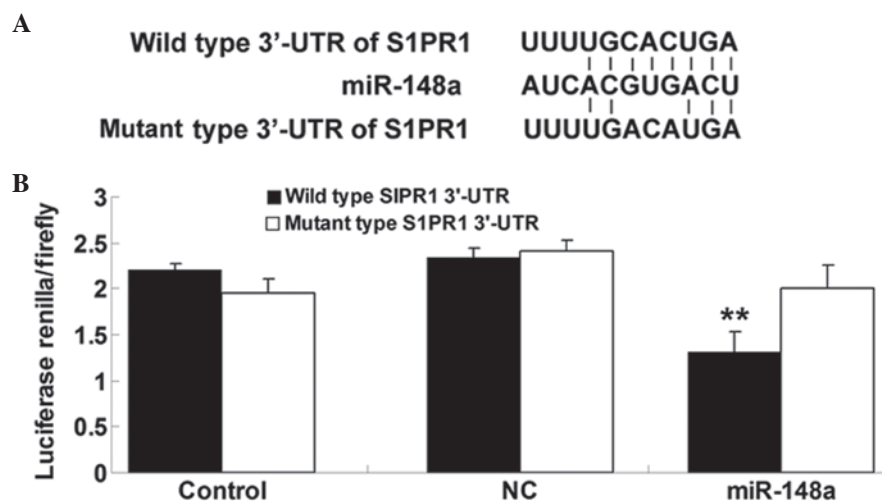 A
Wild type 3'-UTR of S1PR1 UUUUGCACUGA
miR-148a AUCACGUGACU
Mutant type 3'-UTR of S1PR1 UUUUGACAUGA
B
Luciferase renilla/firefly
3
2.5
2
1.5
1
0.5
0
Wild type SIPR1 3'-UTR
Mutant type S1PR1 3'-UTR
**
Control NC miR-148a